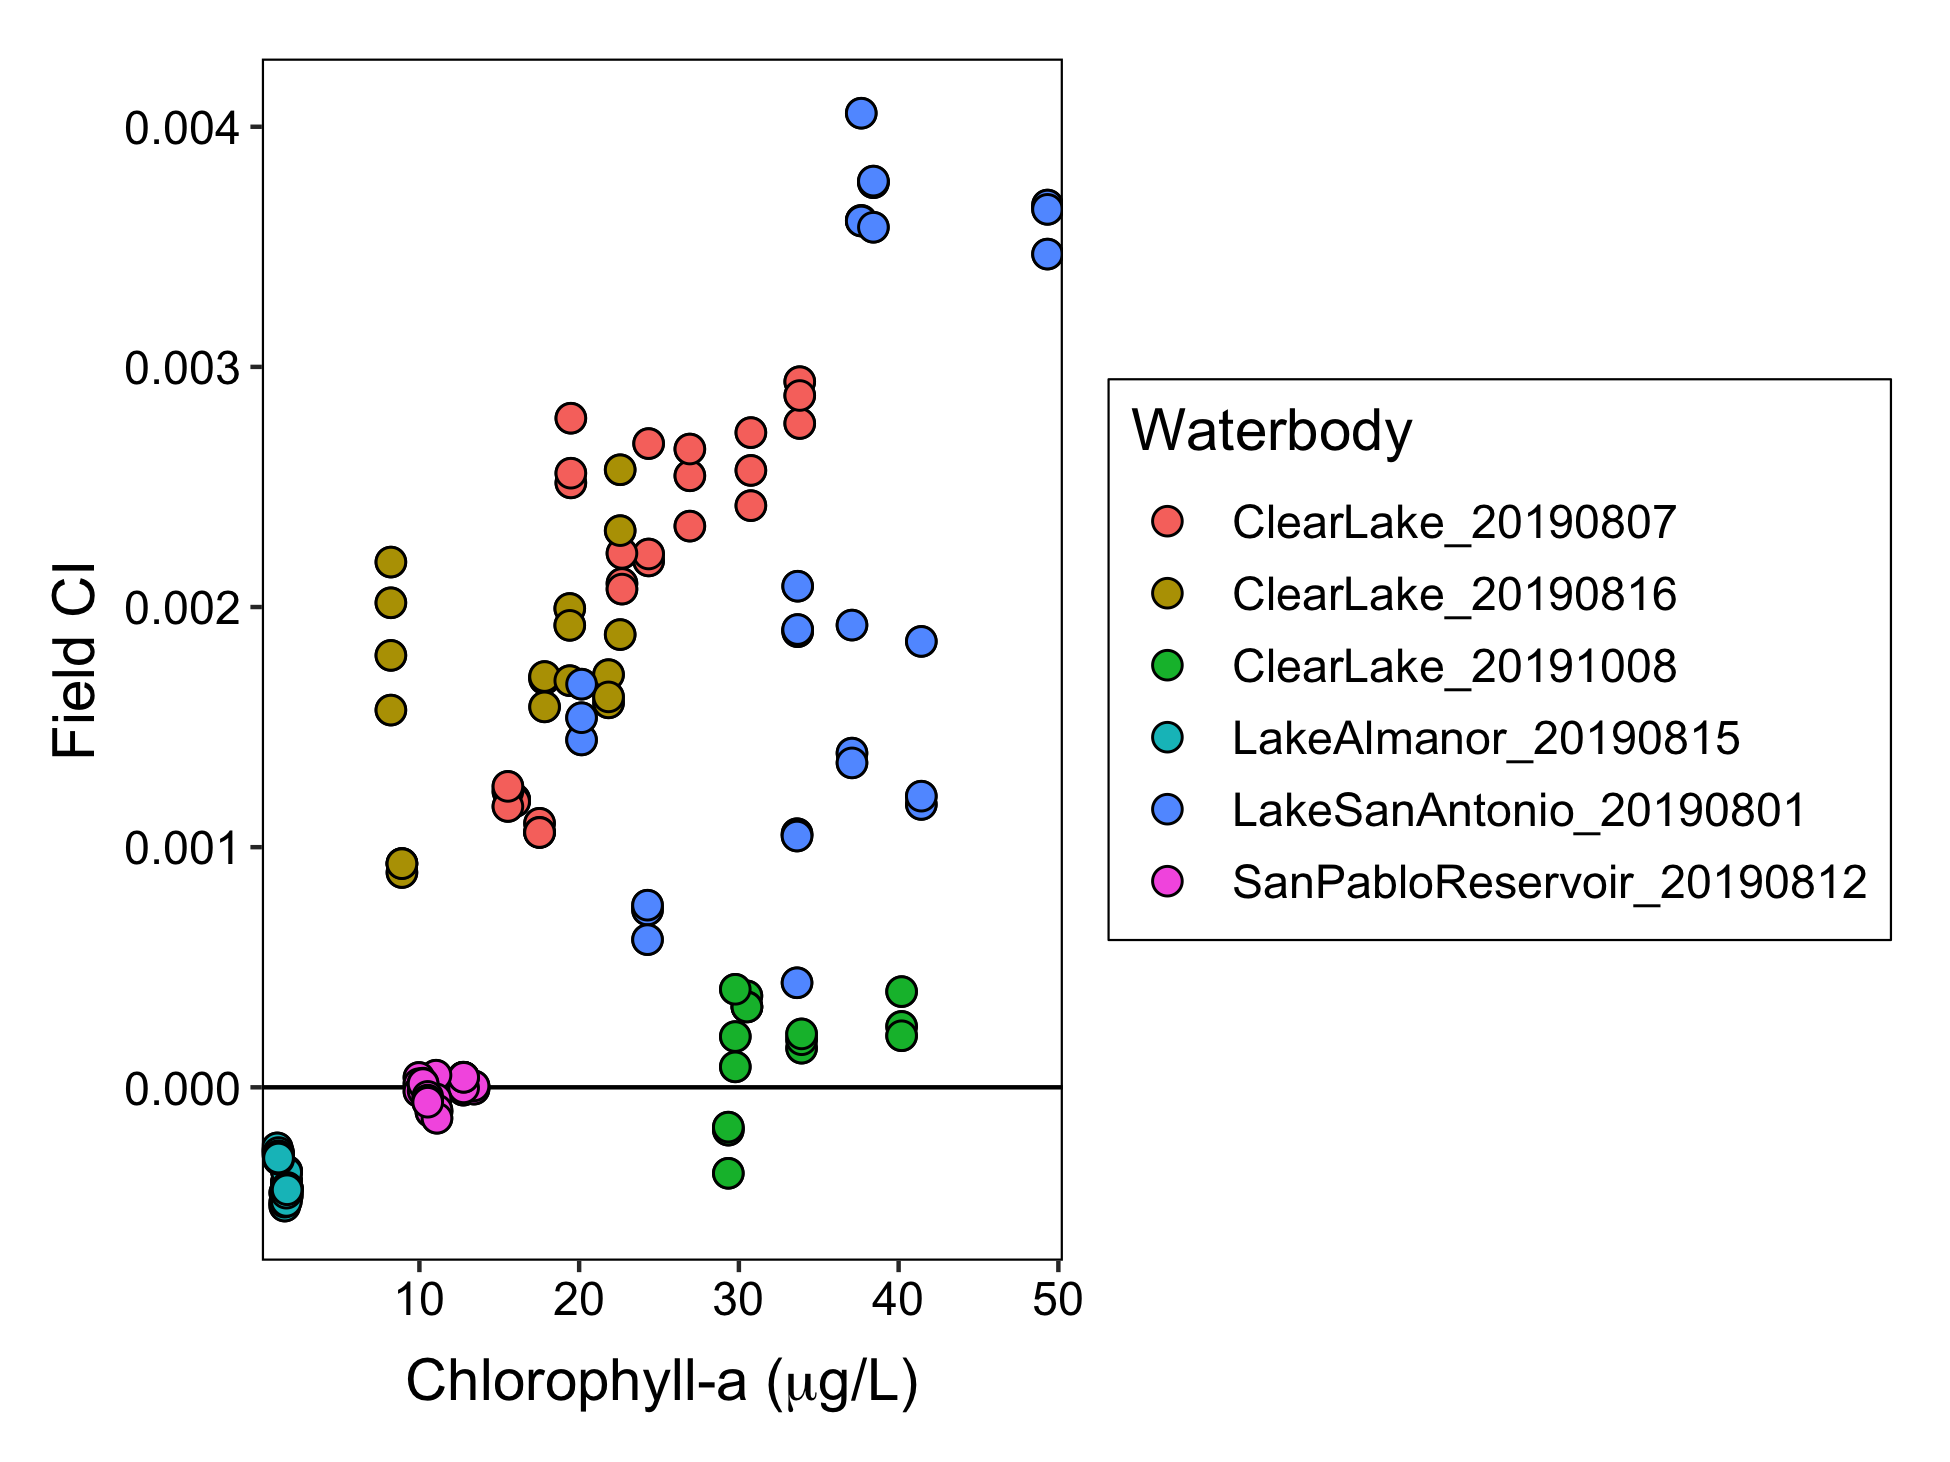 0.004
0.003
0.002
0.001
0.000
Field CI
10 20 30 40 50
Chlorophyll-a (μg/L)
Waterbody
ClearLake_20190807
ClearLake_20190816
ClearLake_20191008
LakeAlmanor_20190815
LakeSanAntonio_20190801
SanPabloReservoir_20190812